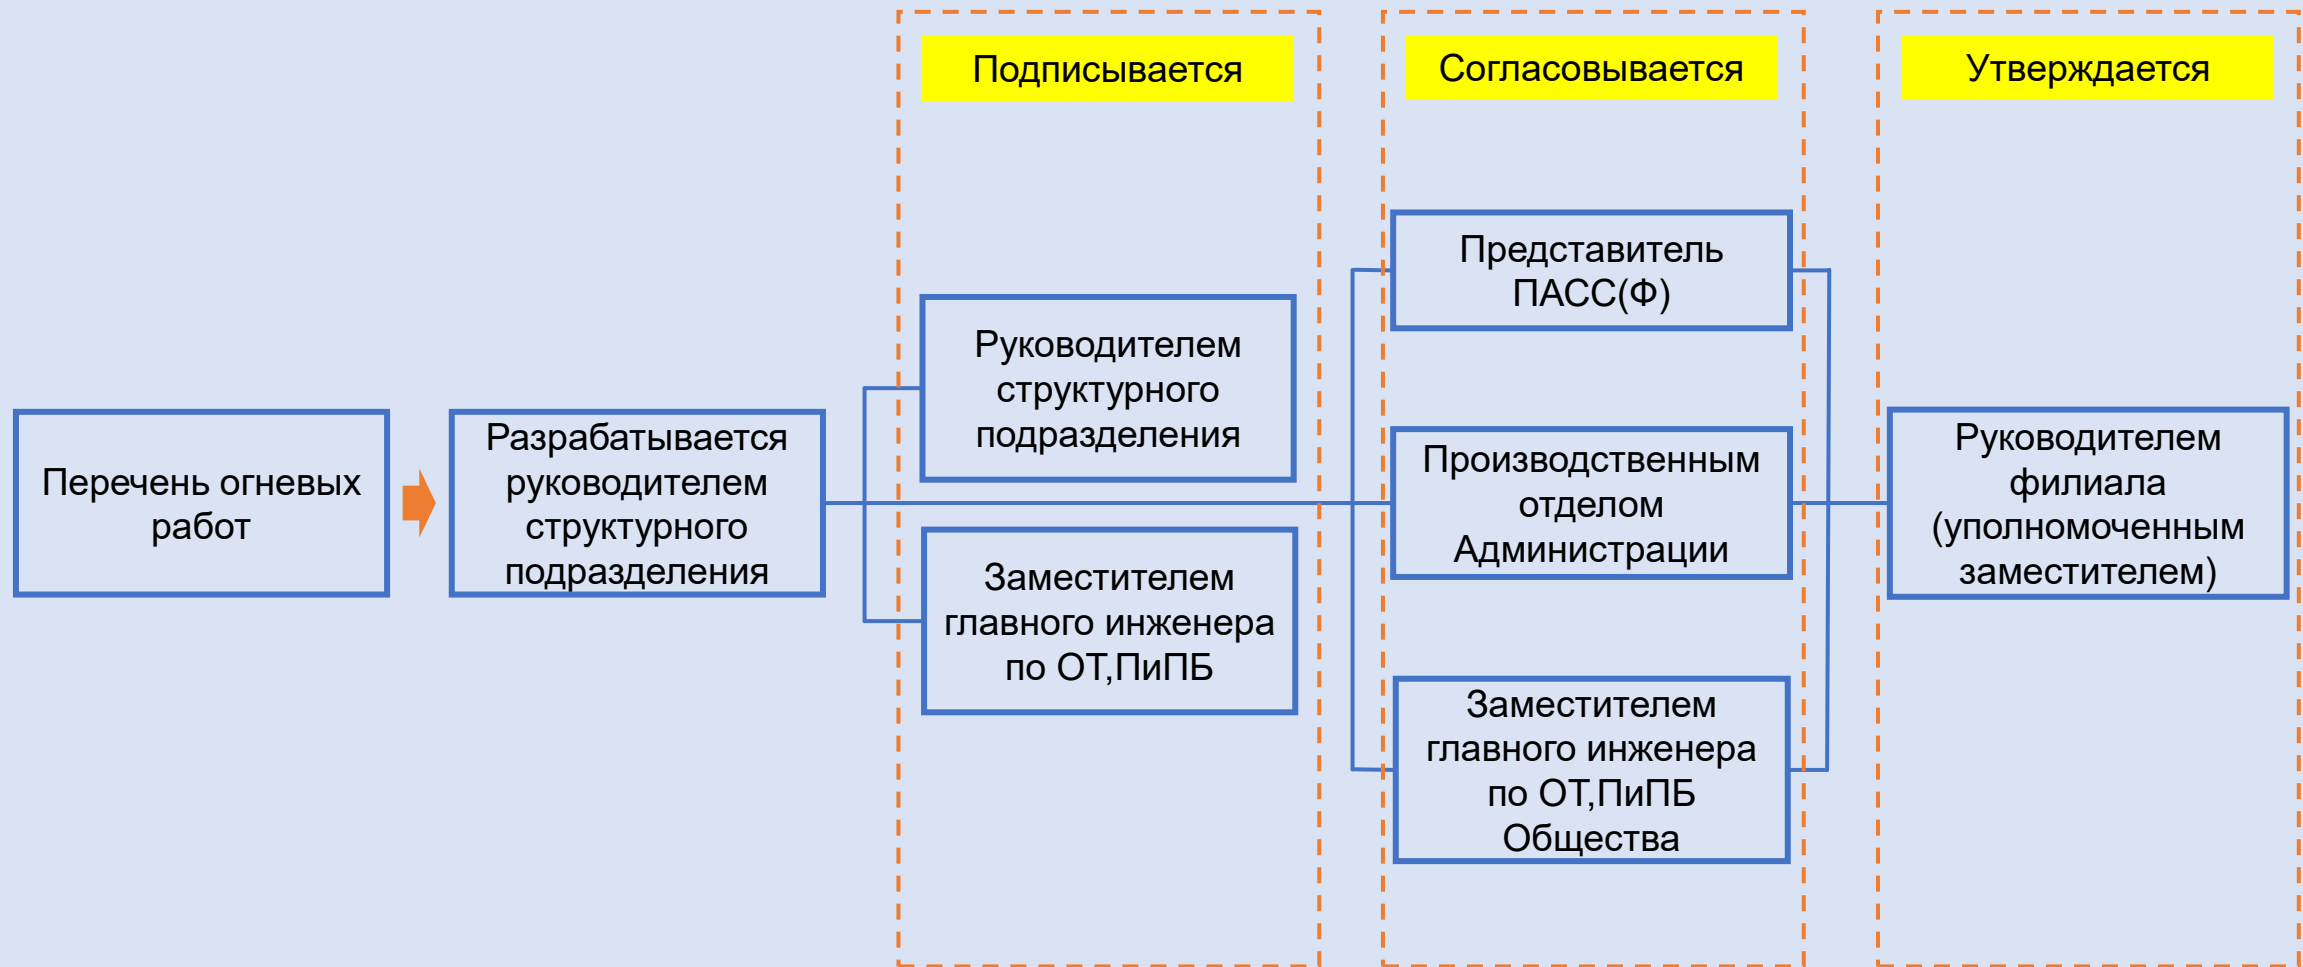 Подписывается
Согласовывается
Утверждается
Перечень огневых
работ
Разрабатывается
руководителем
структурного
подразделения
Руководителем
структурного
подразделения
Заместителем
главного инженера
по ОТ,ПиПБ
Представитель
ПАСС(Ф)
Производственным
отделом
Администрации
Заместителем
главного инженера
по ОТ,ПиПБ
Общества
Руководителем
филиала
(уполномоченным
заместителем)